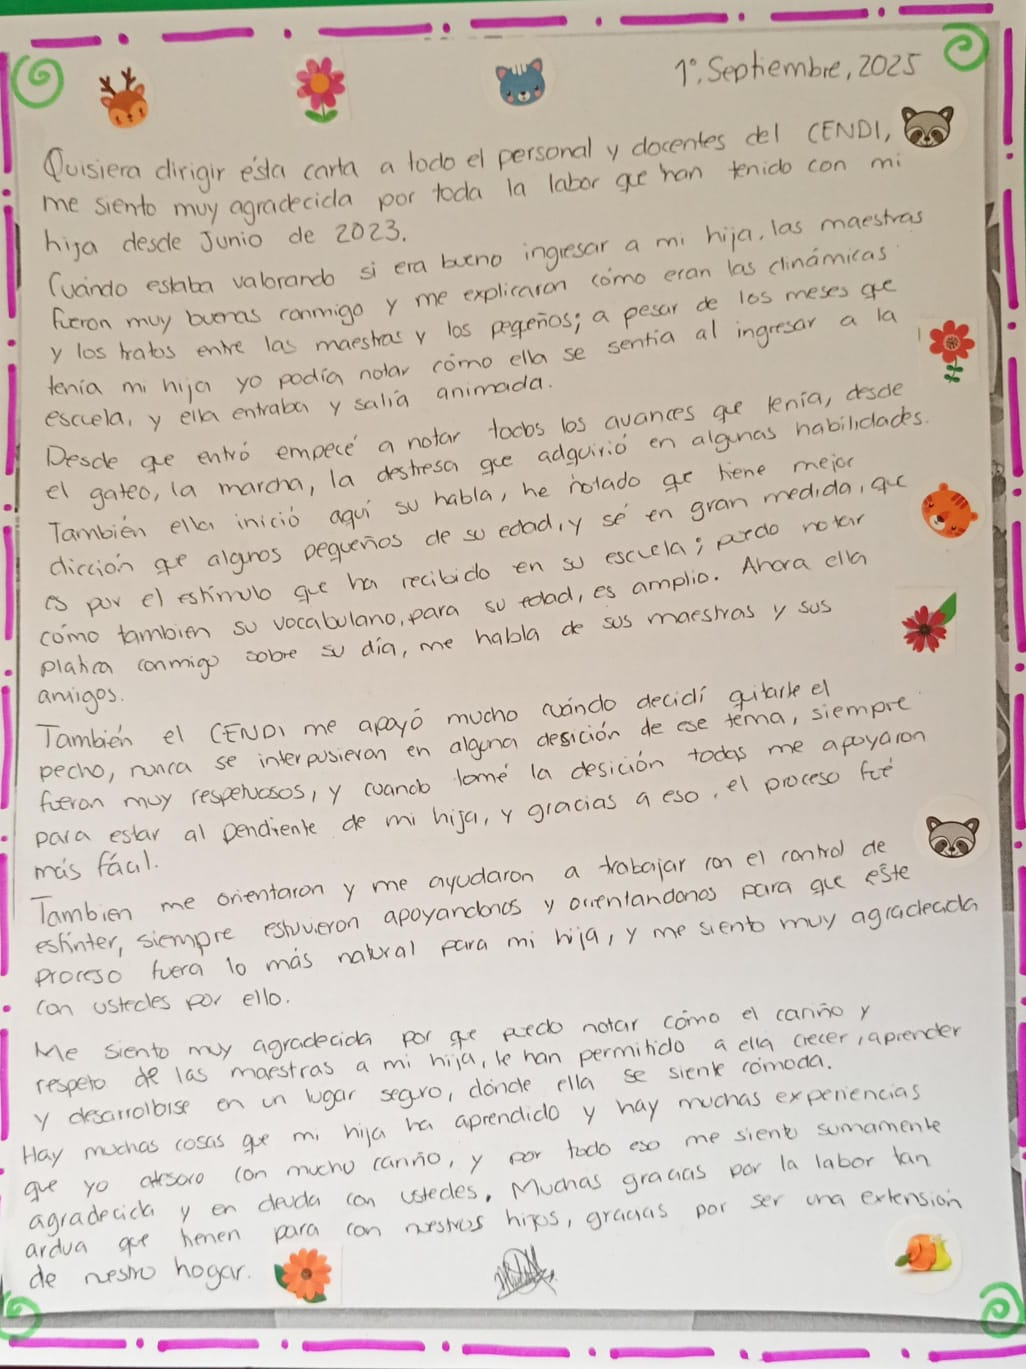 1º, Septiembre, 2025
Quisiera dirigir ésta carta a todo el personal y docentes del CENDI,
me siento muy agradecida por toda la labor que han tenido con mi
hija desde Junio de 2023.
Cuándo estaba valorando si era bueno ingresar a mi hija, las maestras
fueron muy buenas conmigo y me explicaron cómo eran las dinámicas
y los tratos entre las maestras y los pegeños; a pesar de los meses que
tenía mi hija yo podía notar cómo ella se sentía al ingresar a la
escuela, y ella entraba y salía animada.
Desde que entró empecé a notar todos los avances que tenía, desde
el gateo, la marcha, la destresa que adquirió en algunas habilidades.
También ella inició aquí su habla, he notado qe tiene mejor
dicción que algunos pequeños de su edad, y sé en gran medida, que
es por el estímulo que ha recibido en su escuela; puedo notar
cómo tambien su vocabulario, para su edad, es amplio. Ahora ella
platica conmigo sobre su día, me habla de sus maestras y sus
amigos.
También el CENDI me apoyó mucho cuándo decidí quitarle el
pecho, nunca se interpusieron en alguna desición de ese tema, siempre
fueron muy respetuosos, y cuando tomé la desición todas me apoyaron
para estar al pendiente de mi hija, y gracias a eso, el proceso fué
más fácil.
Tambien me orientaron y me ayudaron a trabajar con el control de
esfínter, siempre estuvieron apoyandonos y orientandonos para que este
proceso fuera lo más natural para mi hija, y me siento muy agradecida
con ustedes por ello.
Me siento muy agradecida por que puedo notar cómo el cariño y
respeto de las maestras a mi hija, le han permitido a ella crecer, aprender
y desarrollarse en un lugar seguro, dónde ella se siente cómoda.
Hay muchas cosas que mi hija ha aprendido y hay muchas experiencias
que yo atesoro con mucho cariño, y por todo eso me siento sumamente
agradecida y en deuda con ustedes. Muchas gracias por la labor tan
ardua que tienen para con nuestros hijos, gracias por ser una extensión
de nestro hogar.